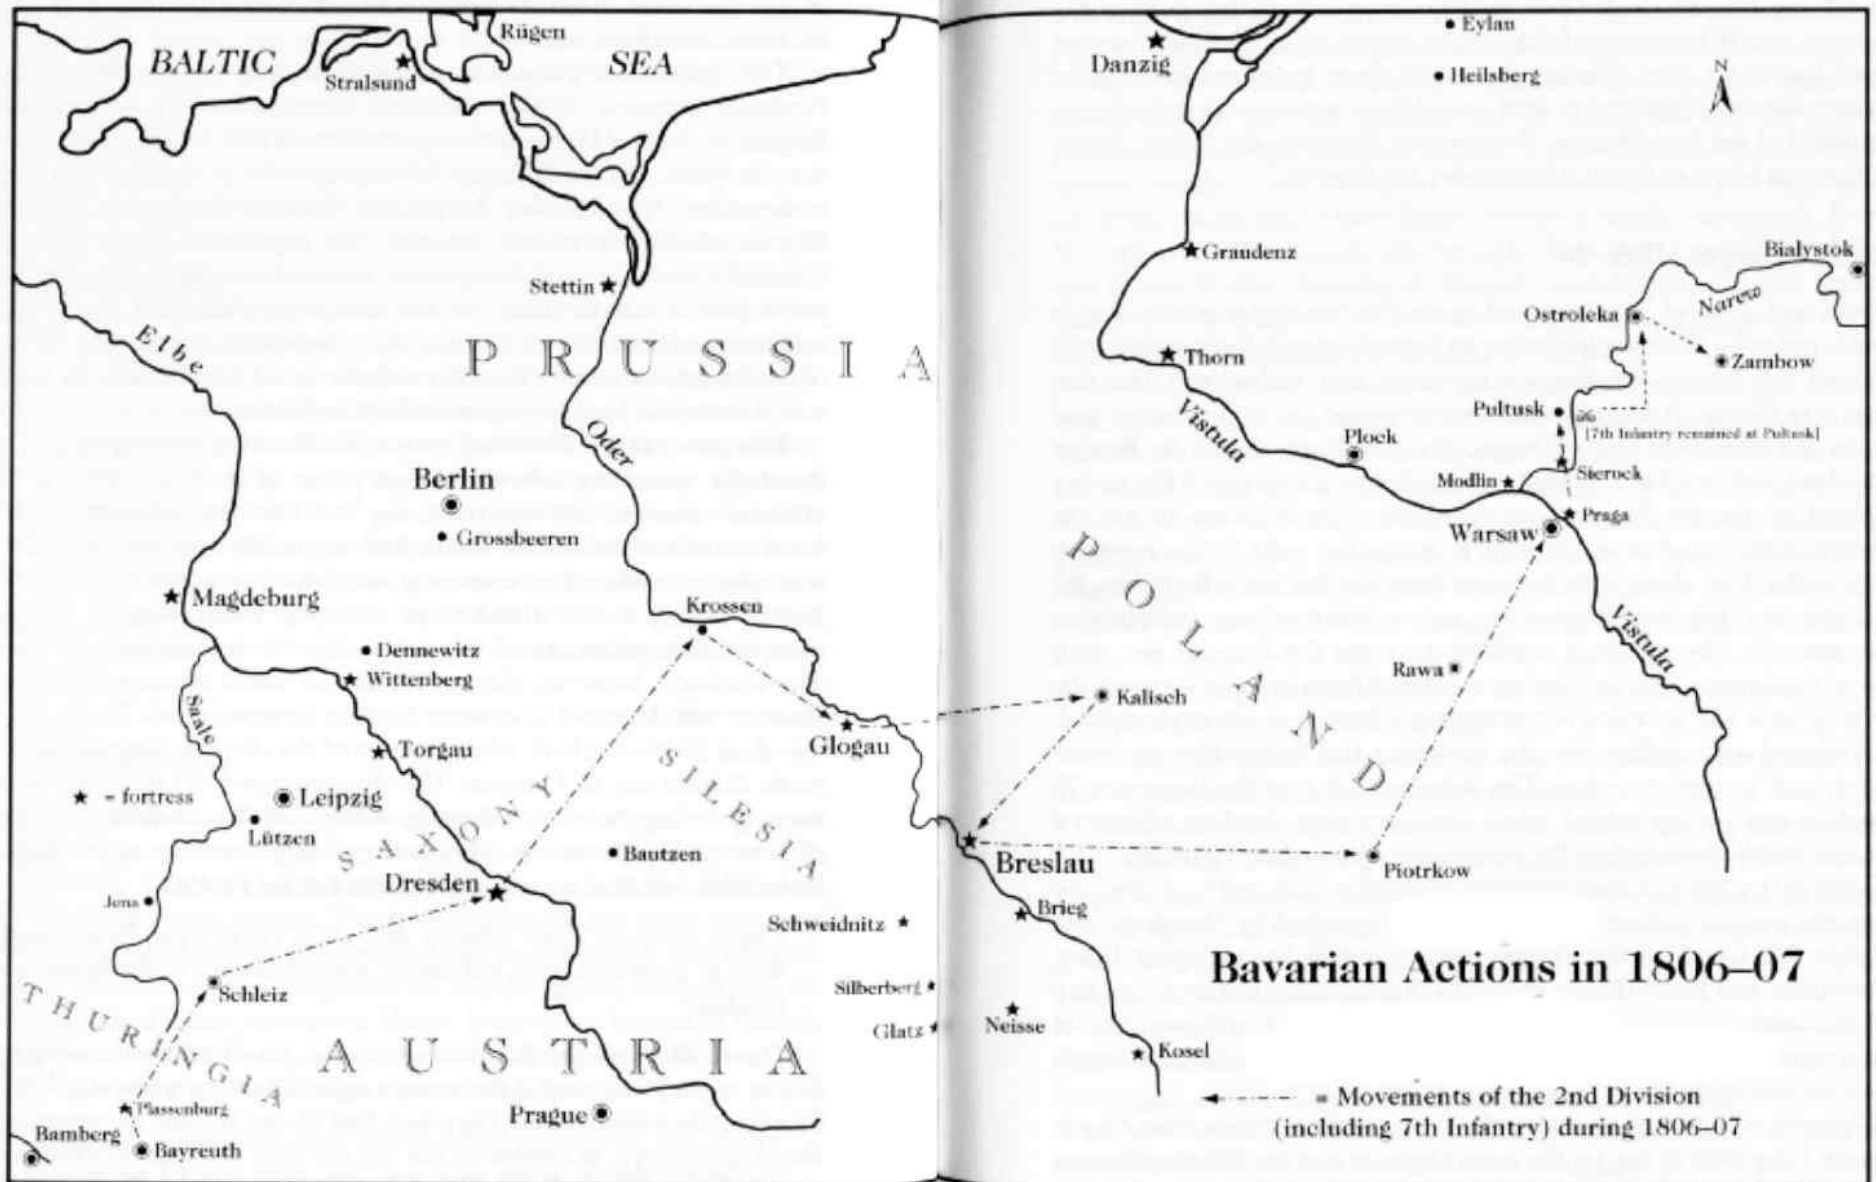 BALTIC
SEA
Rügen
Stralsund
Danzig
Eylau
Heilsberg
N
Graudenz
Bialystok
Stettin
Ostroleka
Narew
Elbe
PRUSSIA
Thorn
Zambow
Vistula
Pultusk
[7th Infantry remained at Pultusk]
Oder
Plock
Berlin
Modlin
Sierock
Grossbeeren
Praga
Warsaw
POLAND
Magdeburg
Krossen
Vistula
Dennewitz
Wittenberg
Rawa
Saale
Kalisch
Torgau
Glogau
SILESIA
★ = fortress
Leipzig
Lützen
SAXONY
Bautzen
Breslau
Piotrkow
Dresden
Jena
Brieg
Schweidnitz
Bavarian Actions in 1806–07
Schleiz
Silberberg
THURINGIA
Glatz
Neisse
AUSTRIA
Kosel
Plassenburg
Prague
= Movements of the 2nd Division
(including 7th Infantry) during 1806–07
Bamberg
Bayreuth